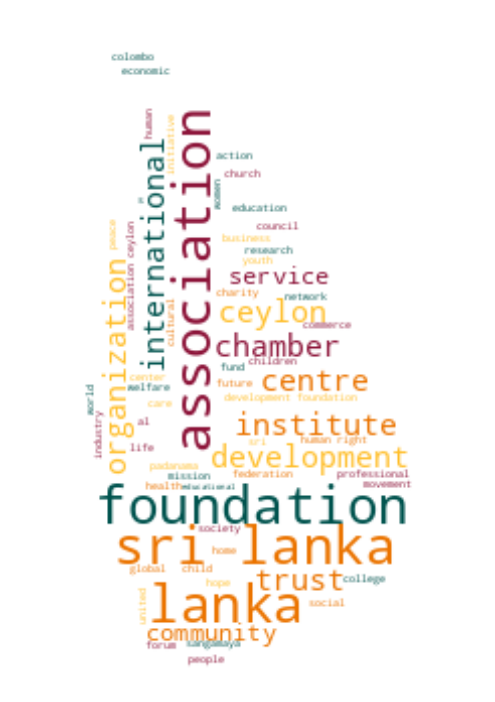 colombo
economic
human
initiative
association
international
action
church
women
education
council
peace
association ceylon
business
research
youth
organization
service
charity
network
cultural
ceylon
commerce
chamber
children
fund
center
future
centre
welfare
world
care
development foundation
al
institute
industry
life
sri
human right
development
padanama
mission
federation
professional
health
educational
movement
foundation
society
sri lanka
home
global
child
trust
college
hope
united
lanka
social
community
forum
sangamaya
people